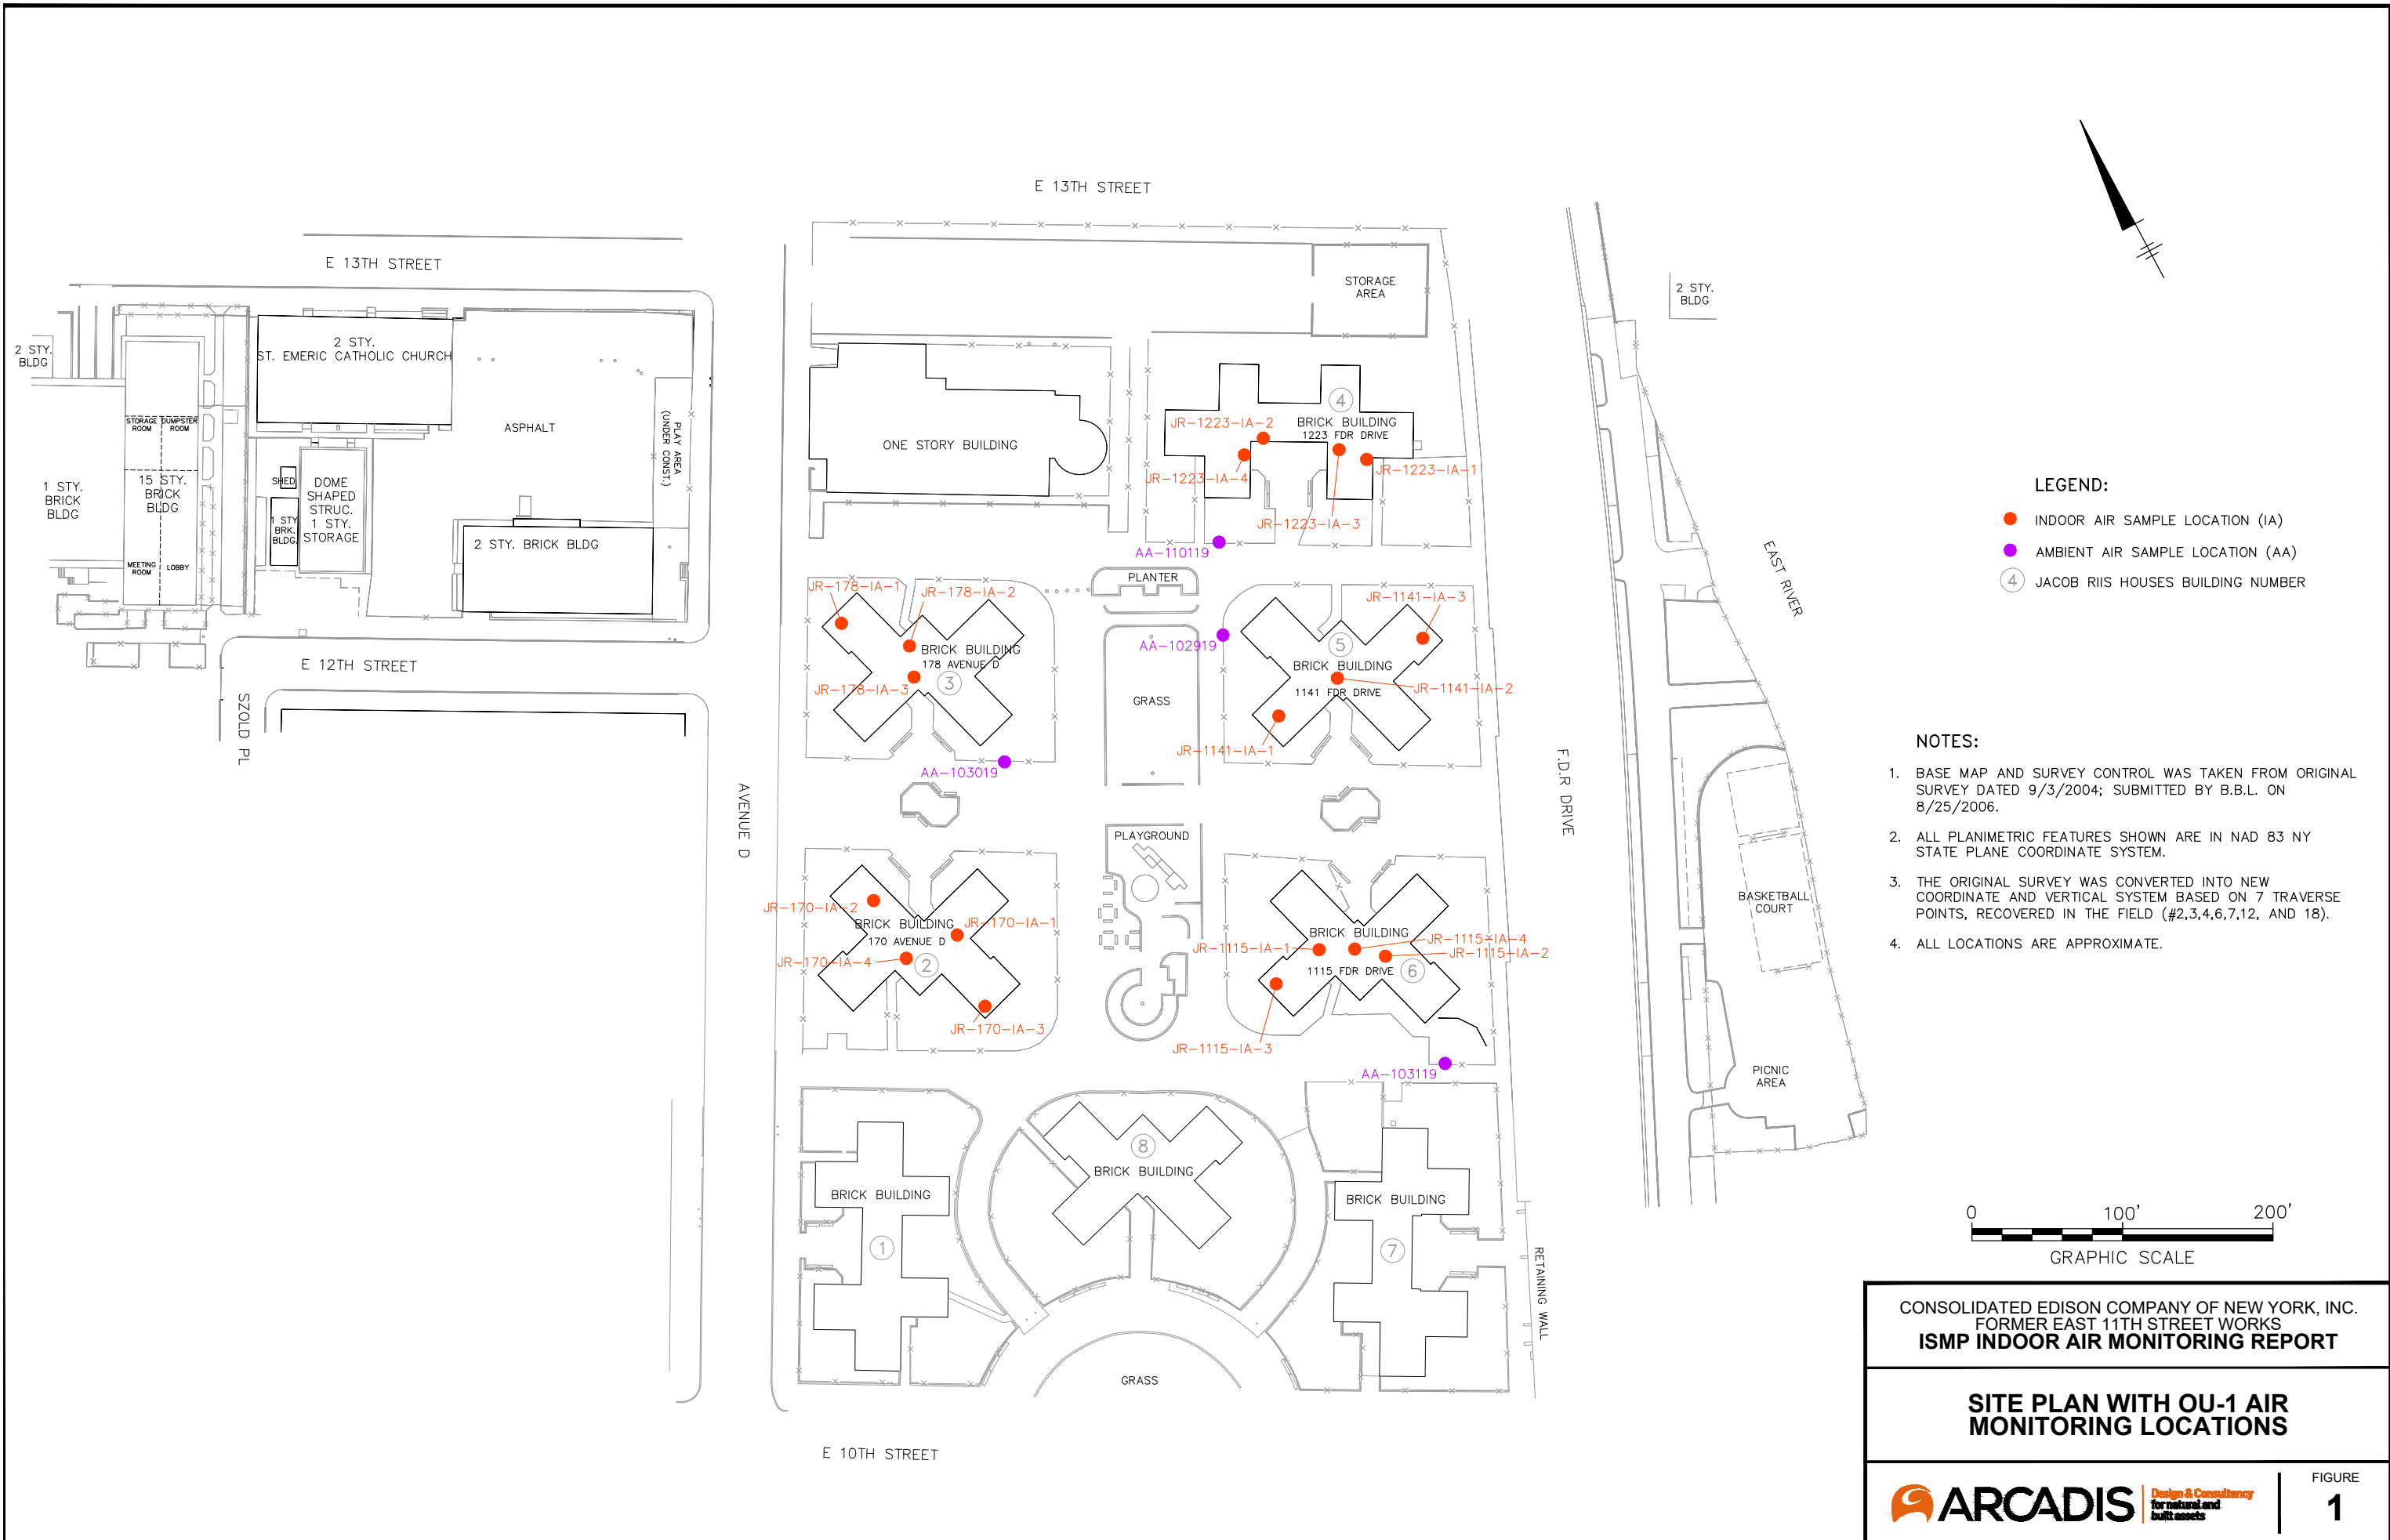 E 13TH STREET
E 13TH STREET
2 STY.
BLDG
2 STY.
ST. EMERIC CATHOLIC CHURCH
STORAGE
ROOM
DUMPSTER
ROOM
1 STY.
BRICK
BLDG
15 STY.
BRICK
BLDG
MEETING
ROOM
LOBBY
SHED
1 STY
BRK.
BLDG.
DOME
SHAPED
STRUC.
1 STY.
STORAGE
ASPHALT
PLAY AREA
(UNDER CONST.)
2 STY. BRICK BLDG
E 12TH STREET
SZOLD PL
AVENUE D
STORAGE
AREA
ONE STORY BUILDING
4
BRICK BUILDING
1223 FDR DRIVE
JR-1223-IA-2
JR-1223-IA-4
JR-1223-IA-1
JR-1223-IA-3
AA-110119
PLANTER
JR-178-IA-1
JR-178-IA-2
BRICK BUILDING
178 AVENUE D
JR-178-IA-3
3
AA-103019
AA-102919
GRASS
JR-1141-IA-3
5
BRICK BUILDING
1141 FDR DRIVE
JR-1141-IA-2
JR-1141-IA-1
PLAYGROUND
JR-170-IA-2
BRICK BUILDING
170 AVENUE D
JR-170-IA-1
JR-170-IA-4
2
JR-170-IA-3
BRICK BUILDING
JR-1115-IA-1
JR-1115-IA-4
JR-1115-IA-2
1115 FDR DRIVE
6
JR-1115-IA-3
AA-103119
8
BRICK BUILDING
BRICK BUILDING
1
BRICK BUILDING
7
GRASS
E 10TH STREET
RETAINING WALL
F.D.R DRIVE
2 STY.
BLDG
EAST RIVER
BASKETBALL
COURT
PICNIC
AREA
LEGEND:
INDOOR AIR SAMPLE LOCATION (IA)
AMBIENT AIR SAMPLE LOCATION (AA)
4 JACOB RIIS HOUSES BUILDING NUMBER
NOTES:
1. BASE MAP AND SURVEY CONTROL WAS TAKEN FROM ORIGINAL
SURVEY DATED 9/3/2004; SUBMITTED BY B.B.L. ON
8/25/2006.
2. ALL PLANIMETRIC FEATURES SHOWN ARE IN NAD 83 NY
STATE PLANE COORDINATE SYSTEM.
3. THE ORIGINAL SURVEY WAS CONVERTED INTO NEW
COORDINATE AND VERTICAL SYSTEM BASED ON 7 TRAVERSE
POINTS, RECOVERED IN THE FIELD (#2,3,4,6,7,12, AND 18).
4. ALL LOCATIONS ARE APPROXIMATE.
0 100' 200'
GRAPHIC SCALE
CONSOLIDATED EDISON COMPANY OF NEW YORK, INC.
FORMER EAST 11TH STREET WORKS
ISMP INDOOR AIR MONITORING REPORT
SITE PLAN WITH OU-1 AIR
MONITORING LOCATIONS
ARCADIS
Design & Consultancy
for natural and
built assets
FIGURE
1